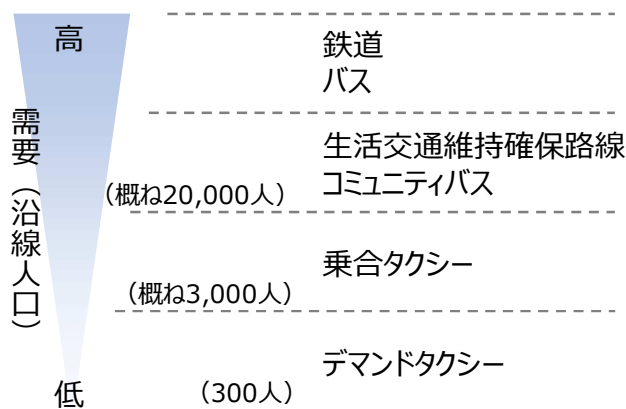 高
鉄道
バス
需要（沿線人口）
生活交通維持確保路線
コミュニティバス
（概ね20,000人）
乗合タクシー
（概ね3,000人）
デマンドタクシー
低
（300人）